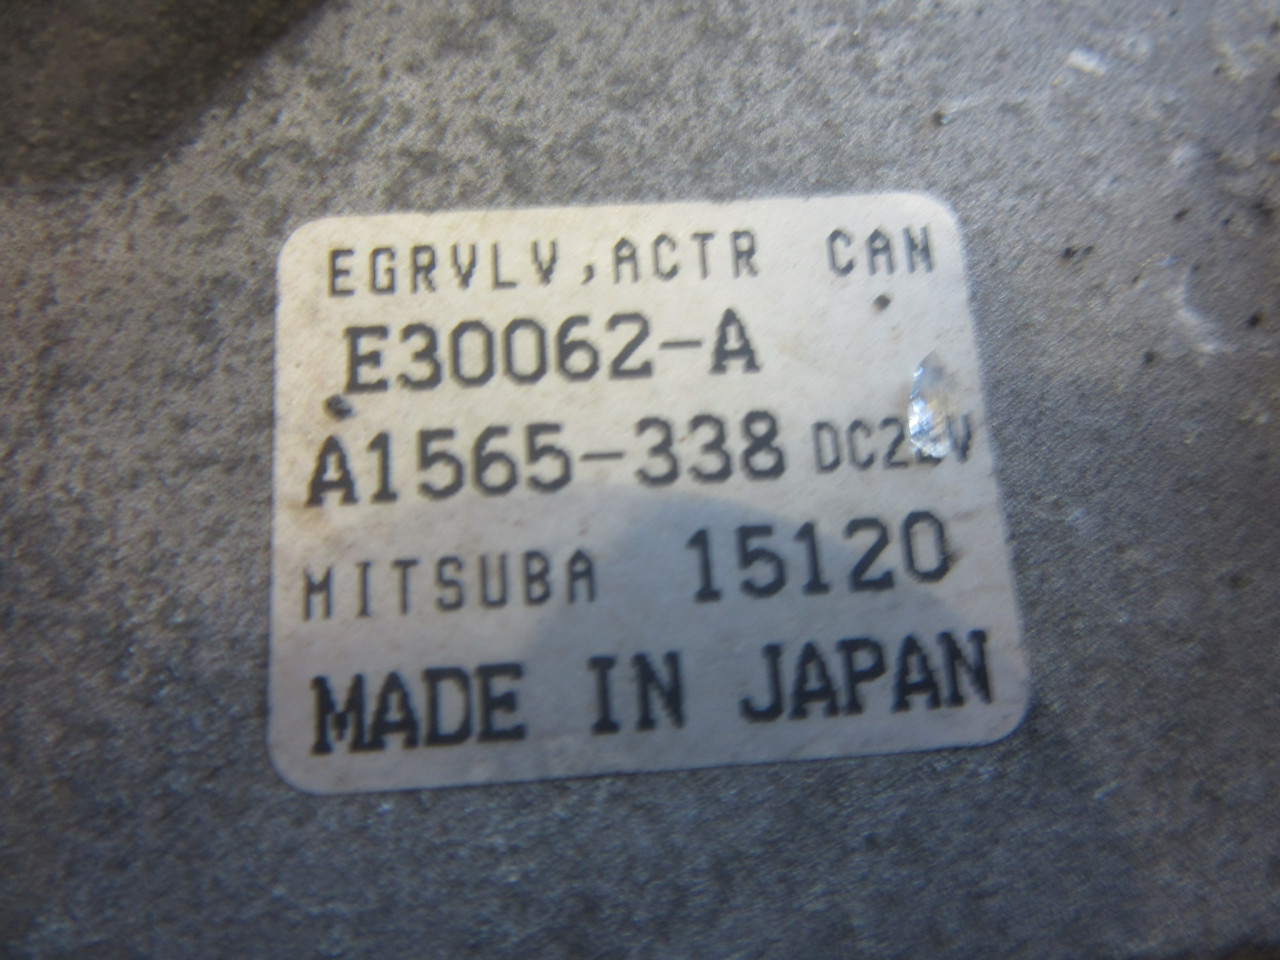 EGRVLV,ACTR CAN
E30062-A
A1565-338
MITSUBA 15120
MADE IN JAPAN